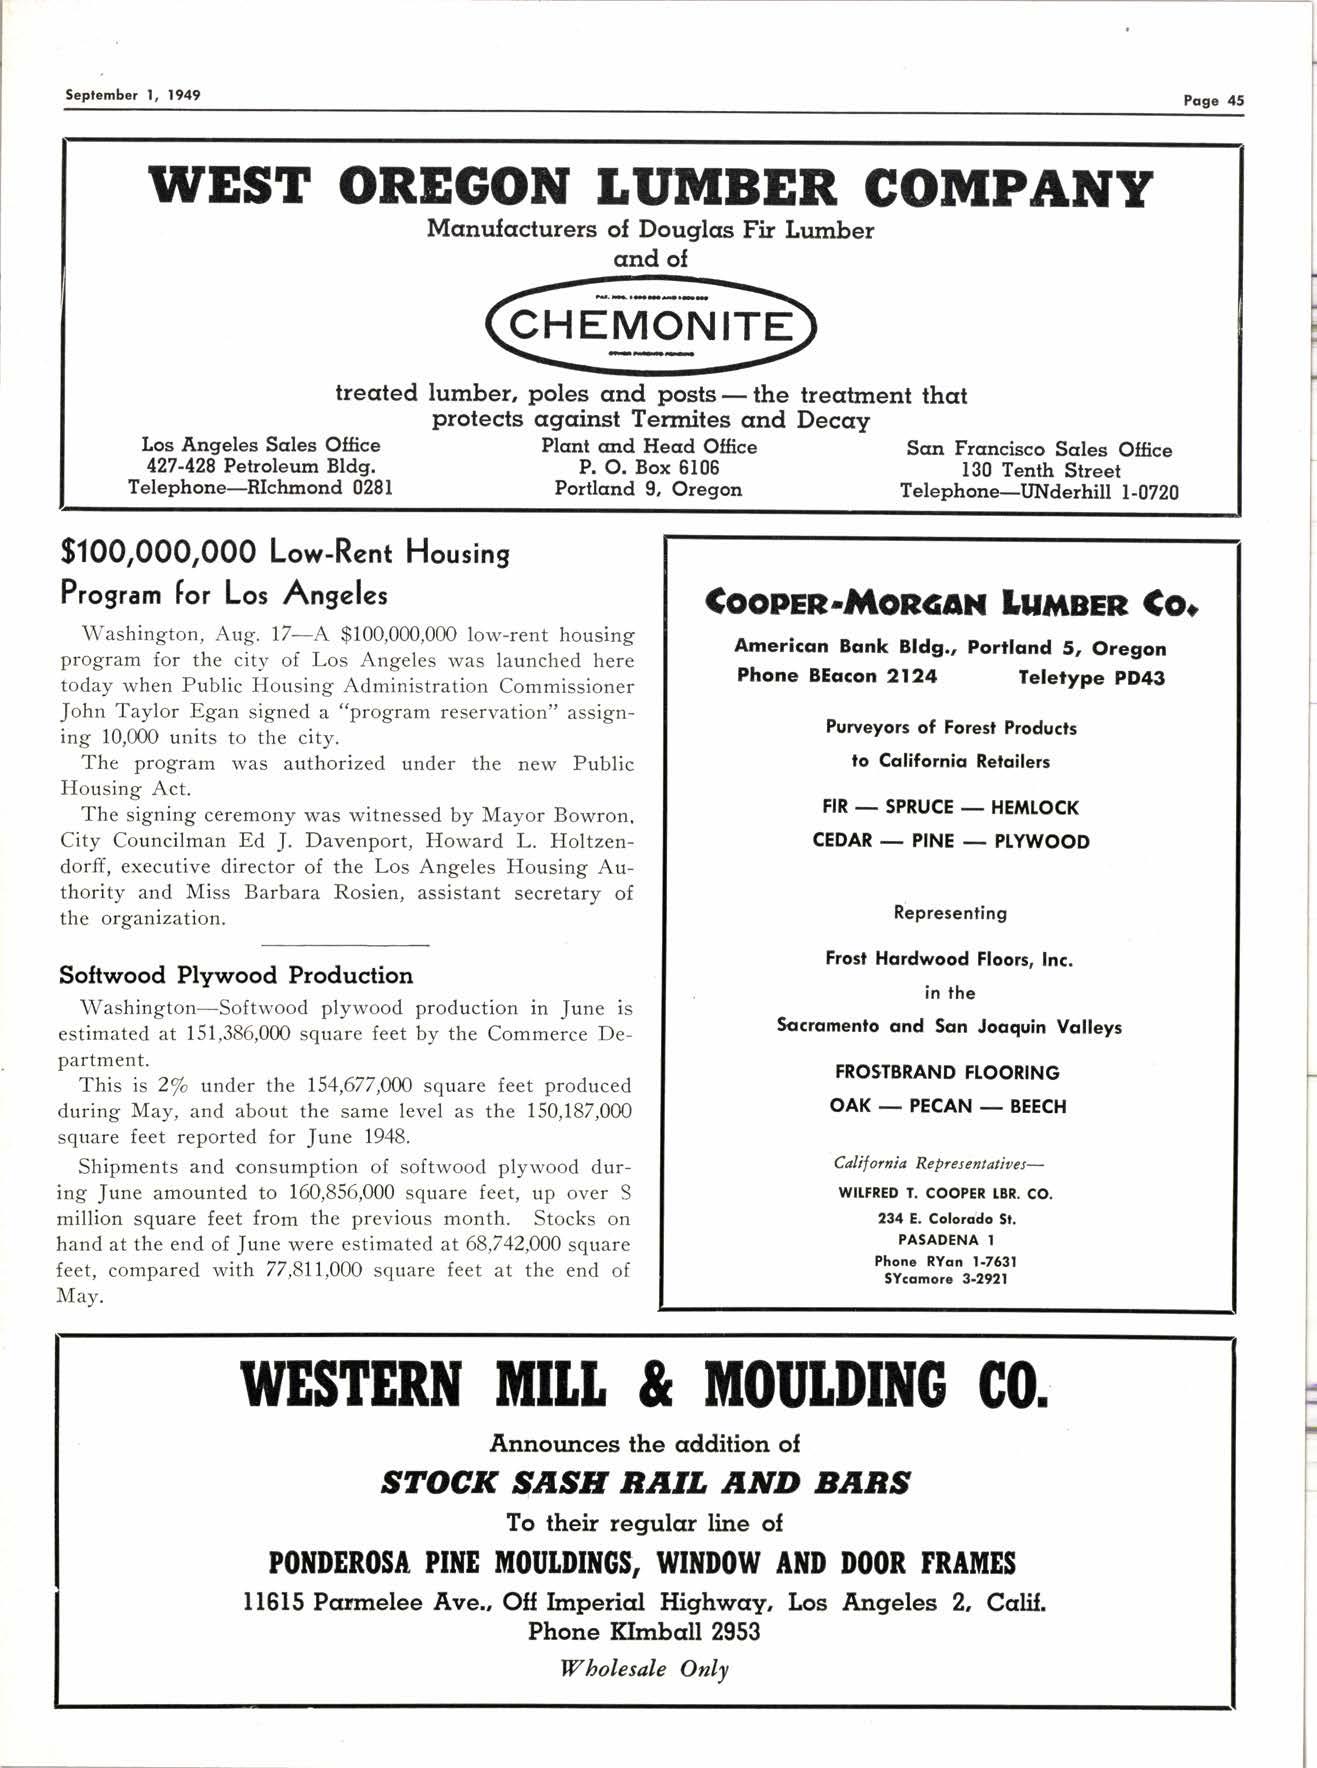 September 1, 1949
Page 45
WEST OREGON LUMBER COMPANY
Manufacturers of Douglas Fir Lumber
and of
CHEMONITE
treated lumber, poles and posts — the treatment that
protects against Termites and Decay
Los Angeles Sales Office
427-428 Petroleum Bldg.
Telephone—RIchmond 0281
Plant and Head Office
P. O. Box 6106
Portland 9, Oregon
San Francisco Sales Office
130 Tenth Street
Telephone—UNderhill 1-0720
$100,000,000 Low-Rent Housing
Program for Los Angeles
Washington, Aug. 17—A $100,000,000 low-rent housing
program for the city of Los Angeles was launched here
today when Public Housing Administration Commissioner
John Taylor Egan signed a “program reservation” assign-
ing 10,000 units to the city.
The program was authorized under the new Public
Housing Act.
The signing ceremony was witnessed by Mayor Bowron,
City Councilman Ed J. Davenport, Howard L. Holtzen-
dorff, executive director of the Los Angeles Housing Au-
thority and Miss Barbara Rosien, assistant secretary of
the organization.
Softwood Plywood Production
Washington—Softwood plywood production in June is
estimated at 151,386,000 square feet by the Commerce De-
partment.
This is 2% under the 154,677,000 square feet produced
during May, and about the same level as the 150,187,000
square feet reported for June 1948.
Shipments and consumption of softwood plywood dur-
ing June amounted to 160,856,000 square feet, up over 8
million square feet from the previous month. Stocks on
hand at the end of June were estimated at 68,742,000 square
feet, compared with 77,811,000 square feet at the end of
May.
COOPER-MORGAN LUMBER CO.
American Bank Bldg., Portland 5, Oregon
Phone BEacon 2124 Teletype PD43
Purveyors of Forest Products
to California Retailers
FIR — SPRUCE — HEMLOCK
CEDAR — PINE — PLYWOOD
Representing
Frost Hardwood Floors, Inc.
in the
Sacramento and San Joaquin Valleys
FROSTBRAND FLOORING
OAK — PECAN — BEECH
California Representatives—
WILFRED T. COOPER LBR. CO.
234 E. Colorado St.
PASADENA 1
Phone RYan 1-7631
SYcamore 3-2921
WESTERN MILL & MOULDING CO.
Announces the addition of
STOCK SASH RAIL AND BARS
To their regular line of
PONDEROSA PINE MOULDINGS, WINDOW AND DOOR FRAMES
11615 Parmelee Ave., Off Imperial Highway, Los Angeles 2, Calif.
Phone KImball 2953
Wholesale Only